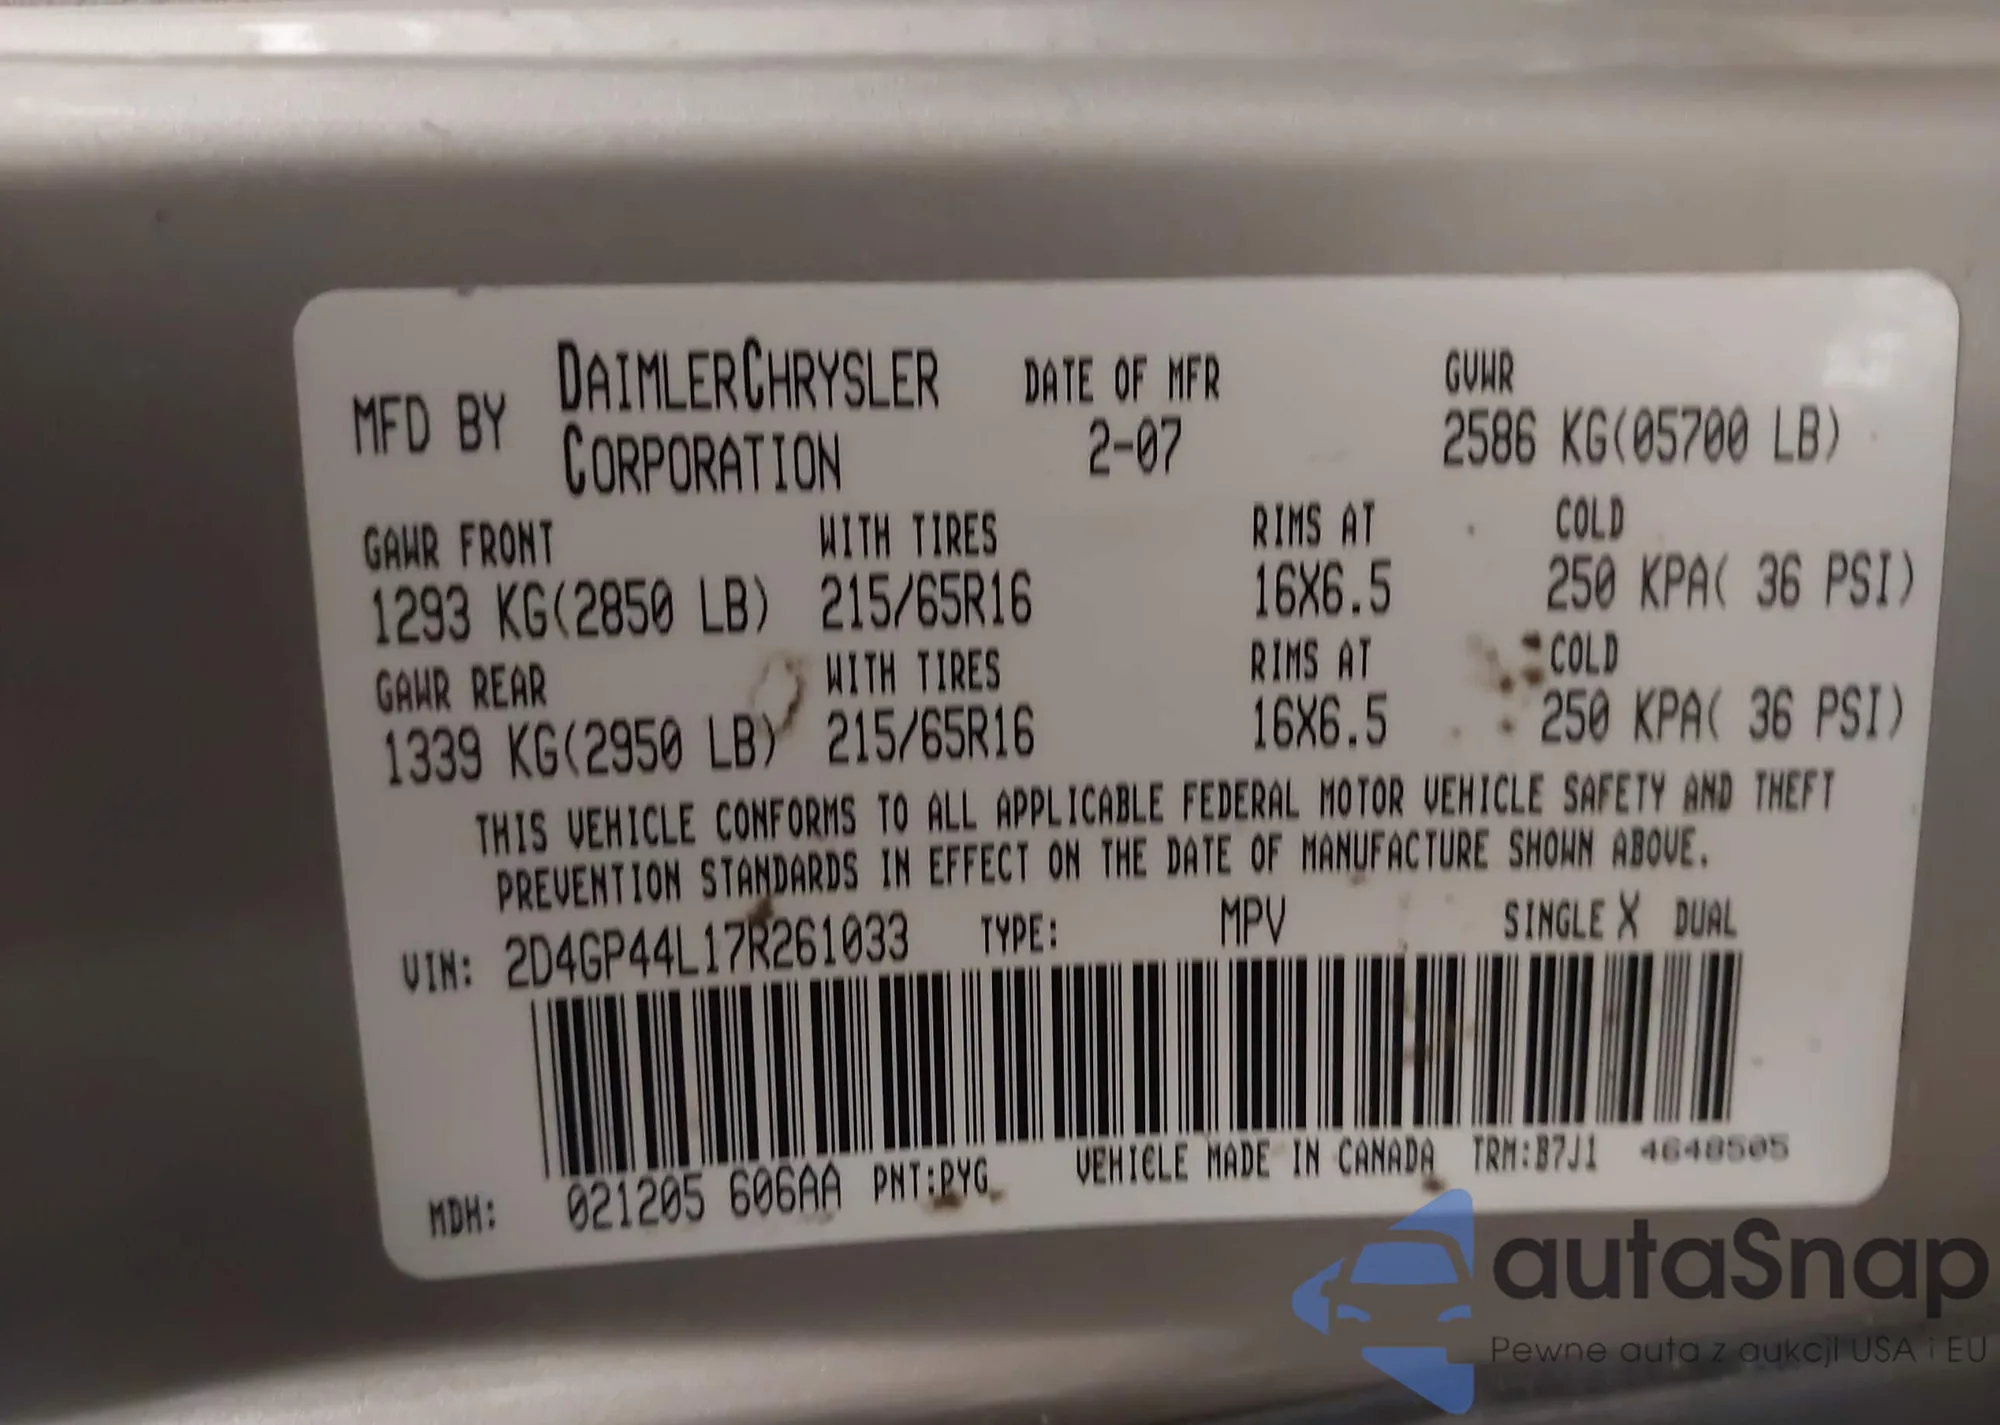 MFD BY DAIMLERCHRYSLER CORPORATION DATE OF MFR 2-07 GVWR 2586 KG(05700 LB)
GAWR FRONT WITH TIRES RIMS AT COLD
1293 KG(2850 LB) 215/65R16 16X6.5 250 KPA( 36 PSI)
GAWR REAR WITH TIRES RIMS AT COLD
1339 KG(2950 LB) 215/65R16 16X6.5 250 KPA( 36 PSI)
THIS VEHICLE CONFORMS TO ALL APPLICABLE FEDERAL MOTOR VEHICLE SAFETY AND THEFT
PREVENTION STANDARDS IN EFFECT ON THE DATE OF MANUFACTURE SHOWN ABOVE.
VIN: 2D4GP44L17R261033 TYPE: MPV SINGLE X DUAL
MDH: 021205 606AA PNT:PYG VEHICLE MADE IN CANADA TRM:B7J1 4648505
autaSnap
Pewne auta z aukcji USA i EU